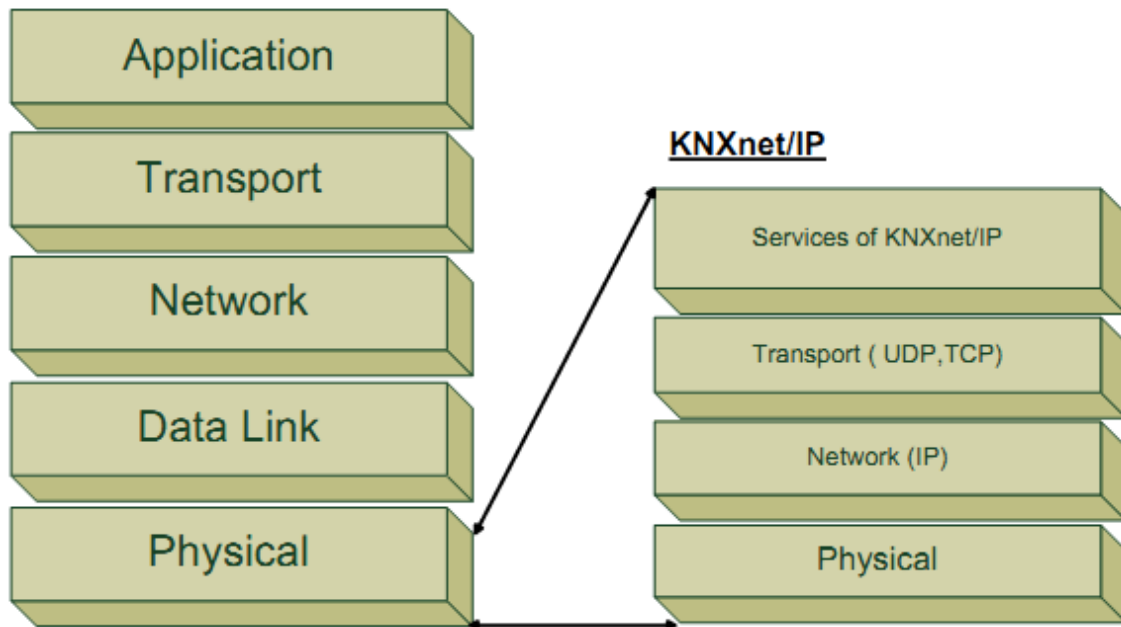 Application
Transport
Network
Data Link
Physical
KNXnet/IP
Services of KNXnet/IP
Transport ( UDP,TCP)
Network (IP)
Physical